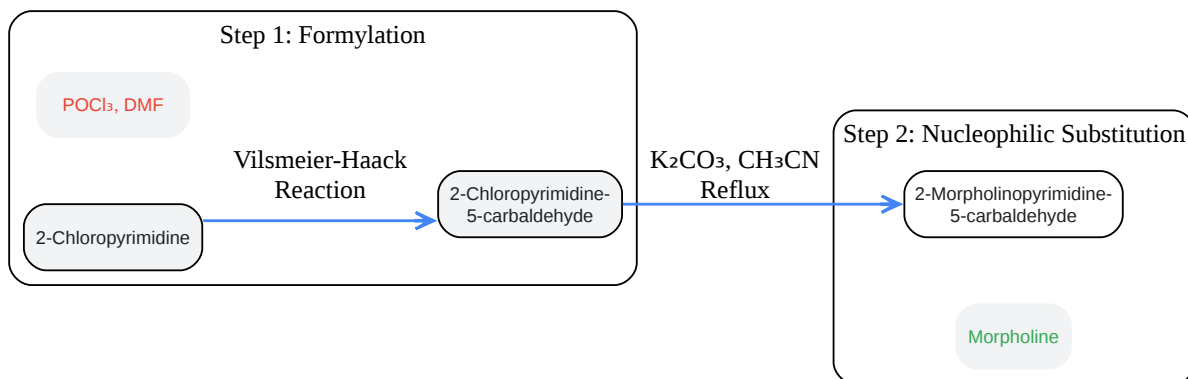 Step 1: Formylation
POCl₃, DMF
Vilsmeier-Haack
Reaction
2-Chloropyrimidine
2-Chloropyrimidine-
5-carbaldehyde
K₂CO₃, CH₃CN
Reflux
Step 2: Nucleophilic Substitution
2-Morpholinopyrimidine-
5-carbaldehyde
Morpholine